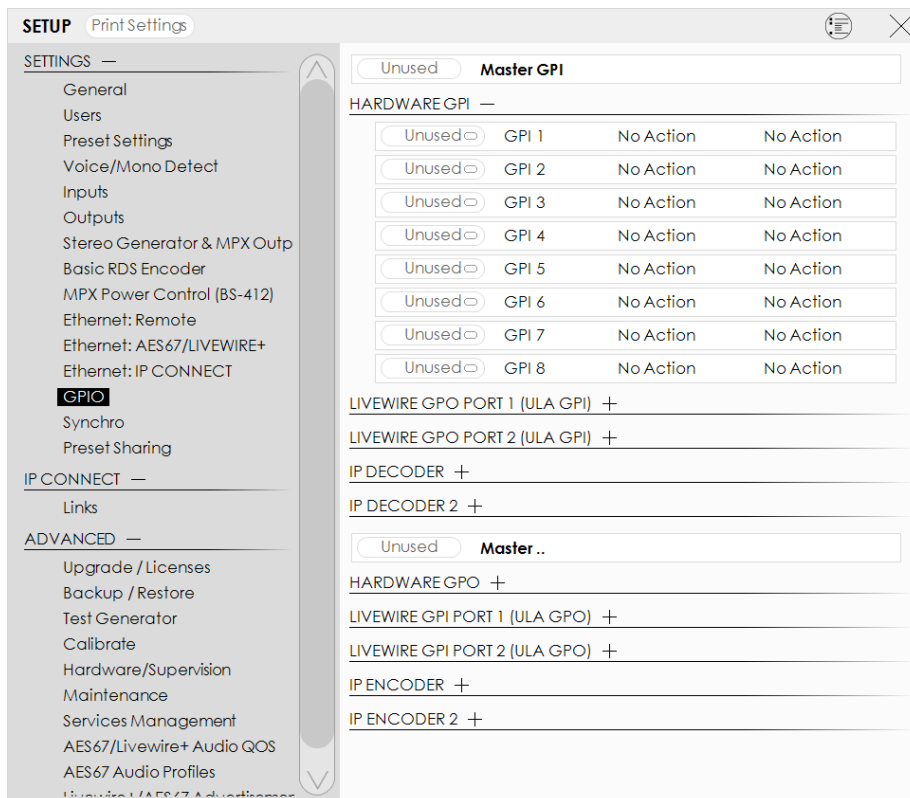 SETUP Print Settings
SETTINGS
General
Users
Preset Settings
Voice/Mono Detect
Inputs
Outputs
Stereo Generator & MPX Outp
Basic RDS Encoder
MPX Power Control (BS-412)
Ethernet: Remote
Ethernet: AES67/LIVEWIRE+
Ethernet: IP CONNECT
GPIO
Synchro
Preset Sharing
IP CONNECT
Links
ADVANCED
Upgrade / Licenses
Backup / Restore
Test Generator
Calibrate
Hardware/Supervision
Maintenance
Services Management
AES67/Livewire+ Audio QOS
AES67 Audio Profiles
Unused Master GPI
HARDWARE GPI
Unused GPI 1 No Action No Action
Unused GPI 2 No Action No Action
Unused GPI 3 No Action No Action
Unused GPI 4 No Action No Action
Unused GPI 5 No Action No Action
Unused GPI 6 No Action No Action
Unused GPI 7 No Action No Action
Unused GPI 8 No Action No Action
LIVEWIRE GPO PORT 1 (ULA GPI)
LIVEWIRE GPO PORT 2 (ULA GPI)
IP DECODER
IP DECODER 2
Unused Master ..
HARDWARE GPO
LIVEWIRE GPI PORT 1 (ULA GPO)
LIVEWIRE GPI PORT 2 (ULA GPO)
IP ENCODER
IP ENCODER 2